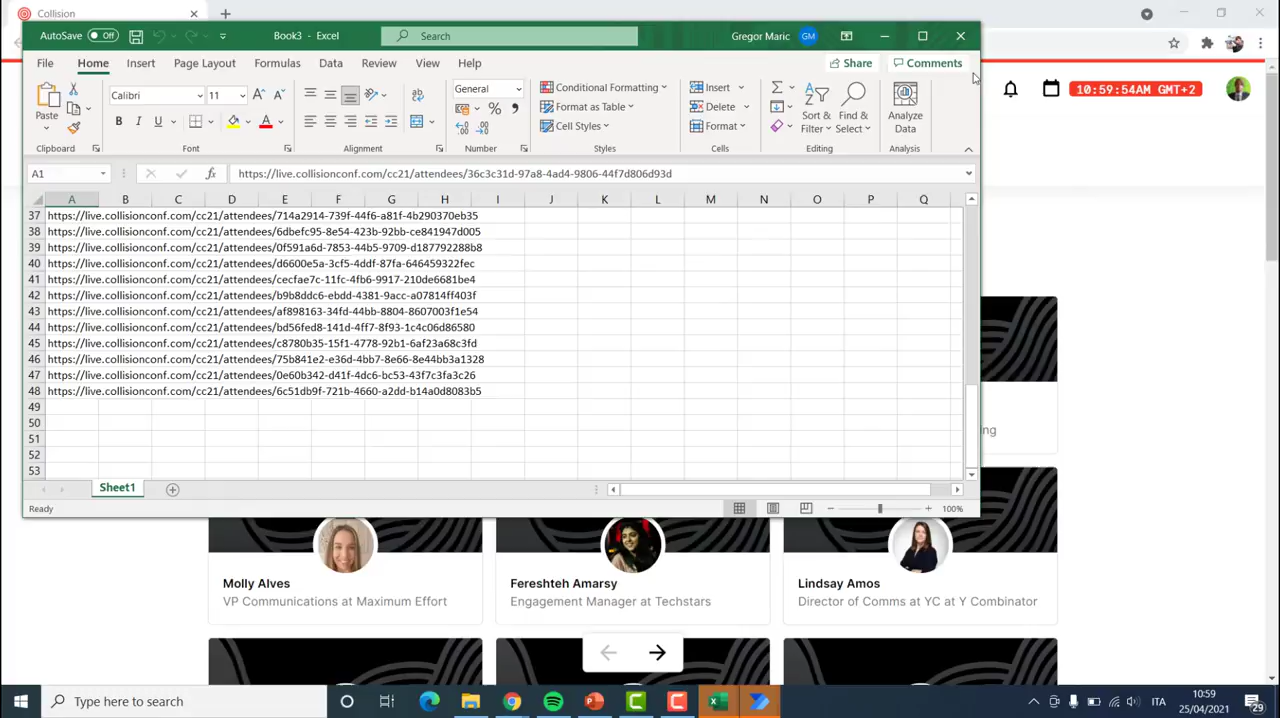 Collision
AutoSave Off Book3 - Excel Search Gregor Maric GM
File Home Insert Page Layout Formulas Data Review View Help Share Comments
10:59:54AM GMT+2
Paste Calibri 11 General Conditional Formatting Format as Table Cell Styles Insert Delete Format Sort & Filter Find & Select Analyze Data
B I U A %
Clipboard Font Alignment Number Styles Cells Editing Analysis
A1 fx https://live.collisionconf.com/cc21/attendees/36c3c31d-97a8-4ad4-9806-44f7d806d93d
A B C D E F G H I J K L M N O P Q
37 https://live.collisionconf.com/cc21/attendees/714a2914-739f-44f6-a81f-4b290370eb35
38 https://live.collisionconf.com/cc21/attendees/6dbefc95-8e54-423b-92bb-ce841947d005
39 https://live.collisionconf.com/cc21/attendees/0f591a6d-7853-44b5-9709-d187792288b8
40 https://live.collisionconf.com/cc21/attendees/d6600e5a-3cf5-4ddf-87fa-646459322fec
41 https://live.collisionconf.com/cc21/attendees/cecfae7c-11fc-4fb6-9917-210de6681be4
42 https://live.collisionconf.com/cc21/attendees/b9b8ddc6-ebdd-4381-9acc-a07814ff403f
43 https://live.collisionconf.com/cc21/attendees/af898163-34fd-44bb-8804-8607003f1e54
44 https://live.collisionconf.com/cc21/attendees/bd56fed8-141d-4ff7-8f93-1c4c06d86580
45 https://live.collisionconf.com/cc21/attendees/c8780b35-15f1-4778-92b1-6af23a68c3fd
46 https://live.collisionconf.com/cc21/attendees/75b841e2-e36d-4bb7-8e66-8e44bb3a1328
47 https://live.collisionconf.com/cc21/attendees/0e60b342-d41f-4dc6-bc53-43f7c3fa3c26
48 https://live.collisionconf.com/cc21/attendees/6c51db9f-721b-4660-a2dd-b14a0d8083b5
49
50
51
52
53
ing
Sheet1
Ready 100%
Molly Alves
VP Communications at Maximum Effort
Fereshteh Amarsy
Engagement Manager at Techstars
Lindsay Amos
Director of Comms at YC at Y Combinator
Type here to search ITA 10:59
25/04/2021 29